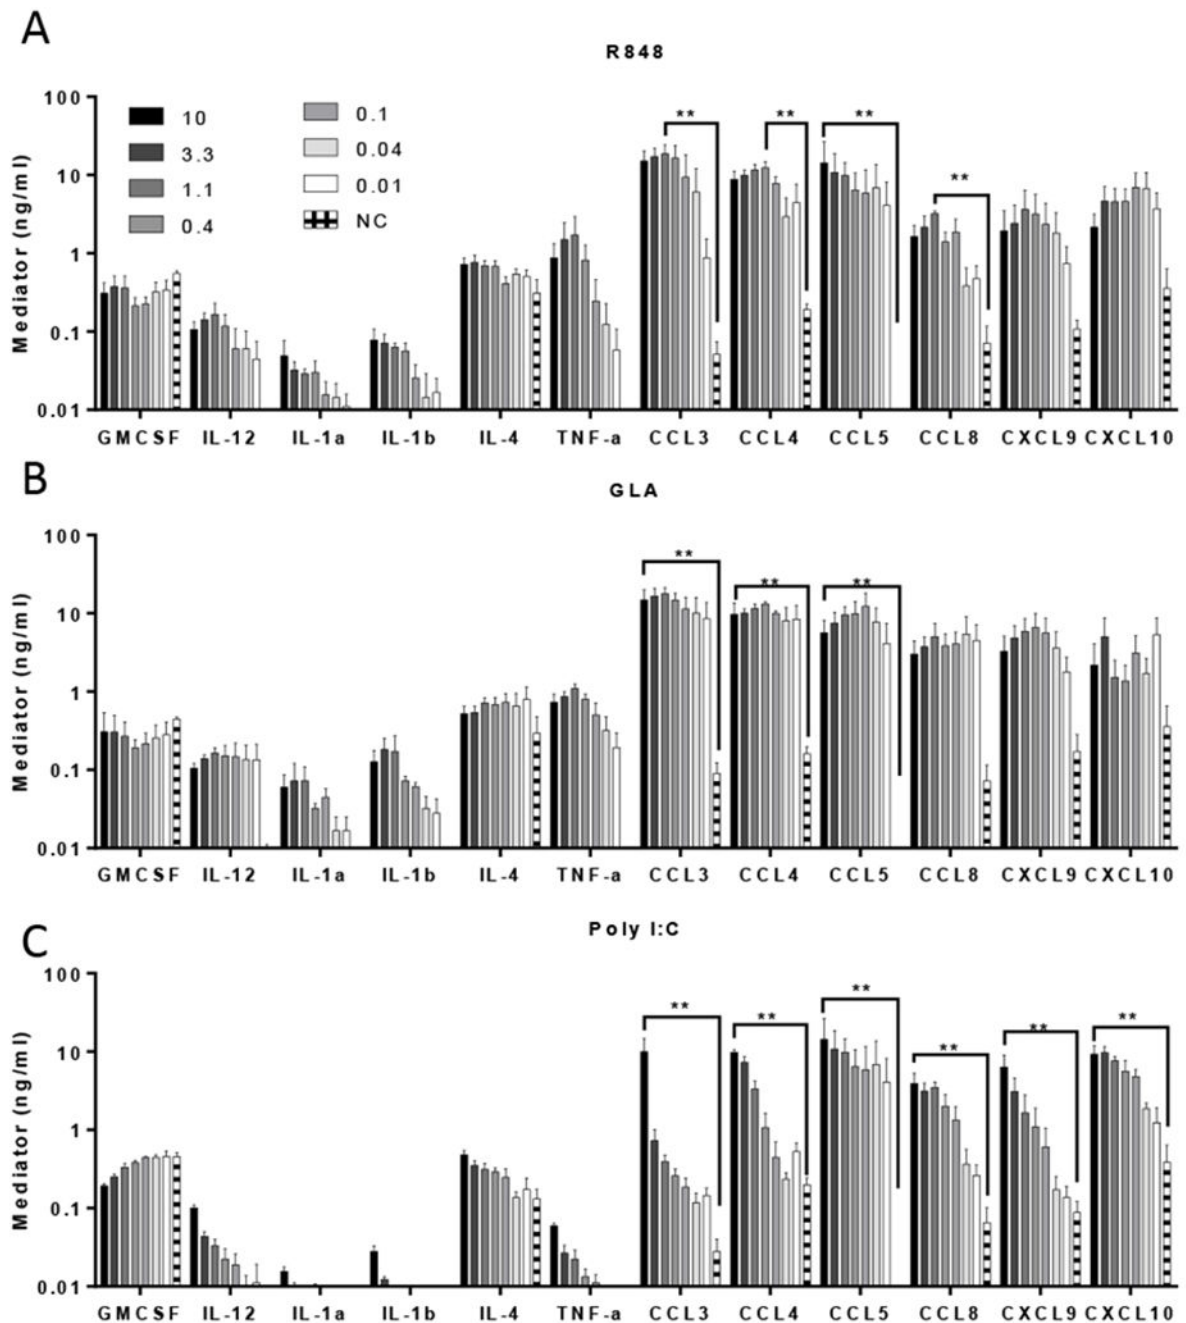 A
R848
100
10
1
0.1
0.01
Mediator (ng/ml)
10
3.3
1.1
0.4
0.1
0.04
0.01
NC
** ** ** **
GMCSF IL-12 IL-1a IL-1b IL-4 TNF-a CCL3 CCL4 CCL5 CCL8 CXCL9 CXCL10
B
GLA
100
10
1
0.1
0.01
Mediator (ng/ml)
** ** **
GMCSF IL-12 IL-1a IL-1b IL-4 TNF-a CCL3 CCL4 CCL5 CCL8 CXCL9 CXCL10
C
Poly I:C
100
10
1
0.1
0.01
Mediator (ng/ml)
** ** ** ** ** **
GMCSF IL-12 IL-1a IL-1b IL-4 TNF-a CCL3 CCL4 CCL5 CCL8 CXCL9 CXCL10